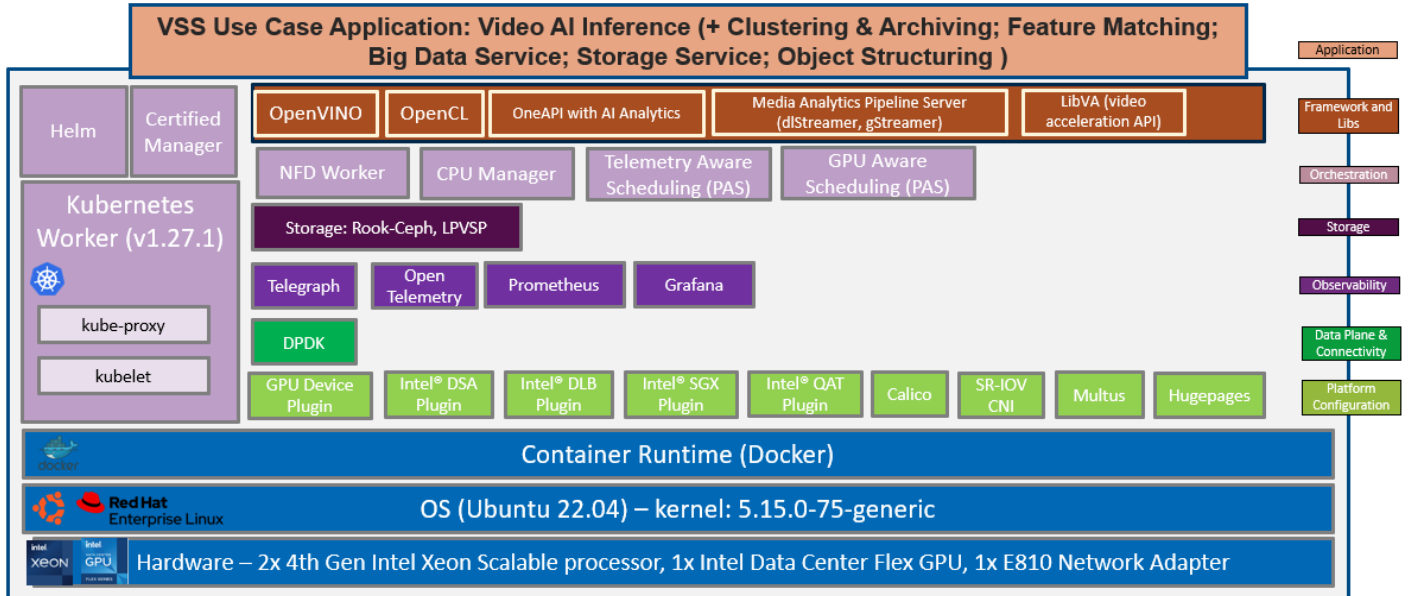 VSS Use Case Application: Video AI Inference (+ Clustering & Archiving; Feature Matching;
Big Data Service; Storage Service; Object Structuring )
Application
Helm
Certified
Manager
OpenVINO
OpenCL
OneAPI with AI Analytics
Media Analytics Pipeline Server
(dlStreamer, gStreamer)
LibVA (video
acceleration API)
Framework and
Libs
NFD Worker
CPU Manager
Telemetry Aware
Scheduling (PAS)
GPU Aware
Scheduling (PAS)
Orchestration
Kubernetes
Worker (v1.27.1)
kube-proxy
kubelet
Storage: Rook-Ceph, LPVSP
Storage
Telegraph
Open
Telemetry
Prometheus
Grafana
Observability
DPDK
Data Plane &
Connectivity
GPU Device
Plugin
Intel® DSA
Plugin
Intel® DLB
Plugin
Intel® SGX
Plugin
Intel® QAT
Plugin
Calico
SR-IOV
CNI
Multus
Hugepages
Platform
Configuration
docker
Container Runtime (Docker)
Red Hat
Enterprise Linux
OS (Ubuntu 22.04) – kernel: 5.15.0-75-generic
intel
XEON
intel
DATA CENTER
GPU
FLEX SERIES
Hardware – 2x 4th Gen Intel Xeon Scalable processor, 1x Intel Data Center Flex GPU, 1x E810 Network Adapter